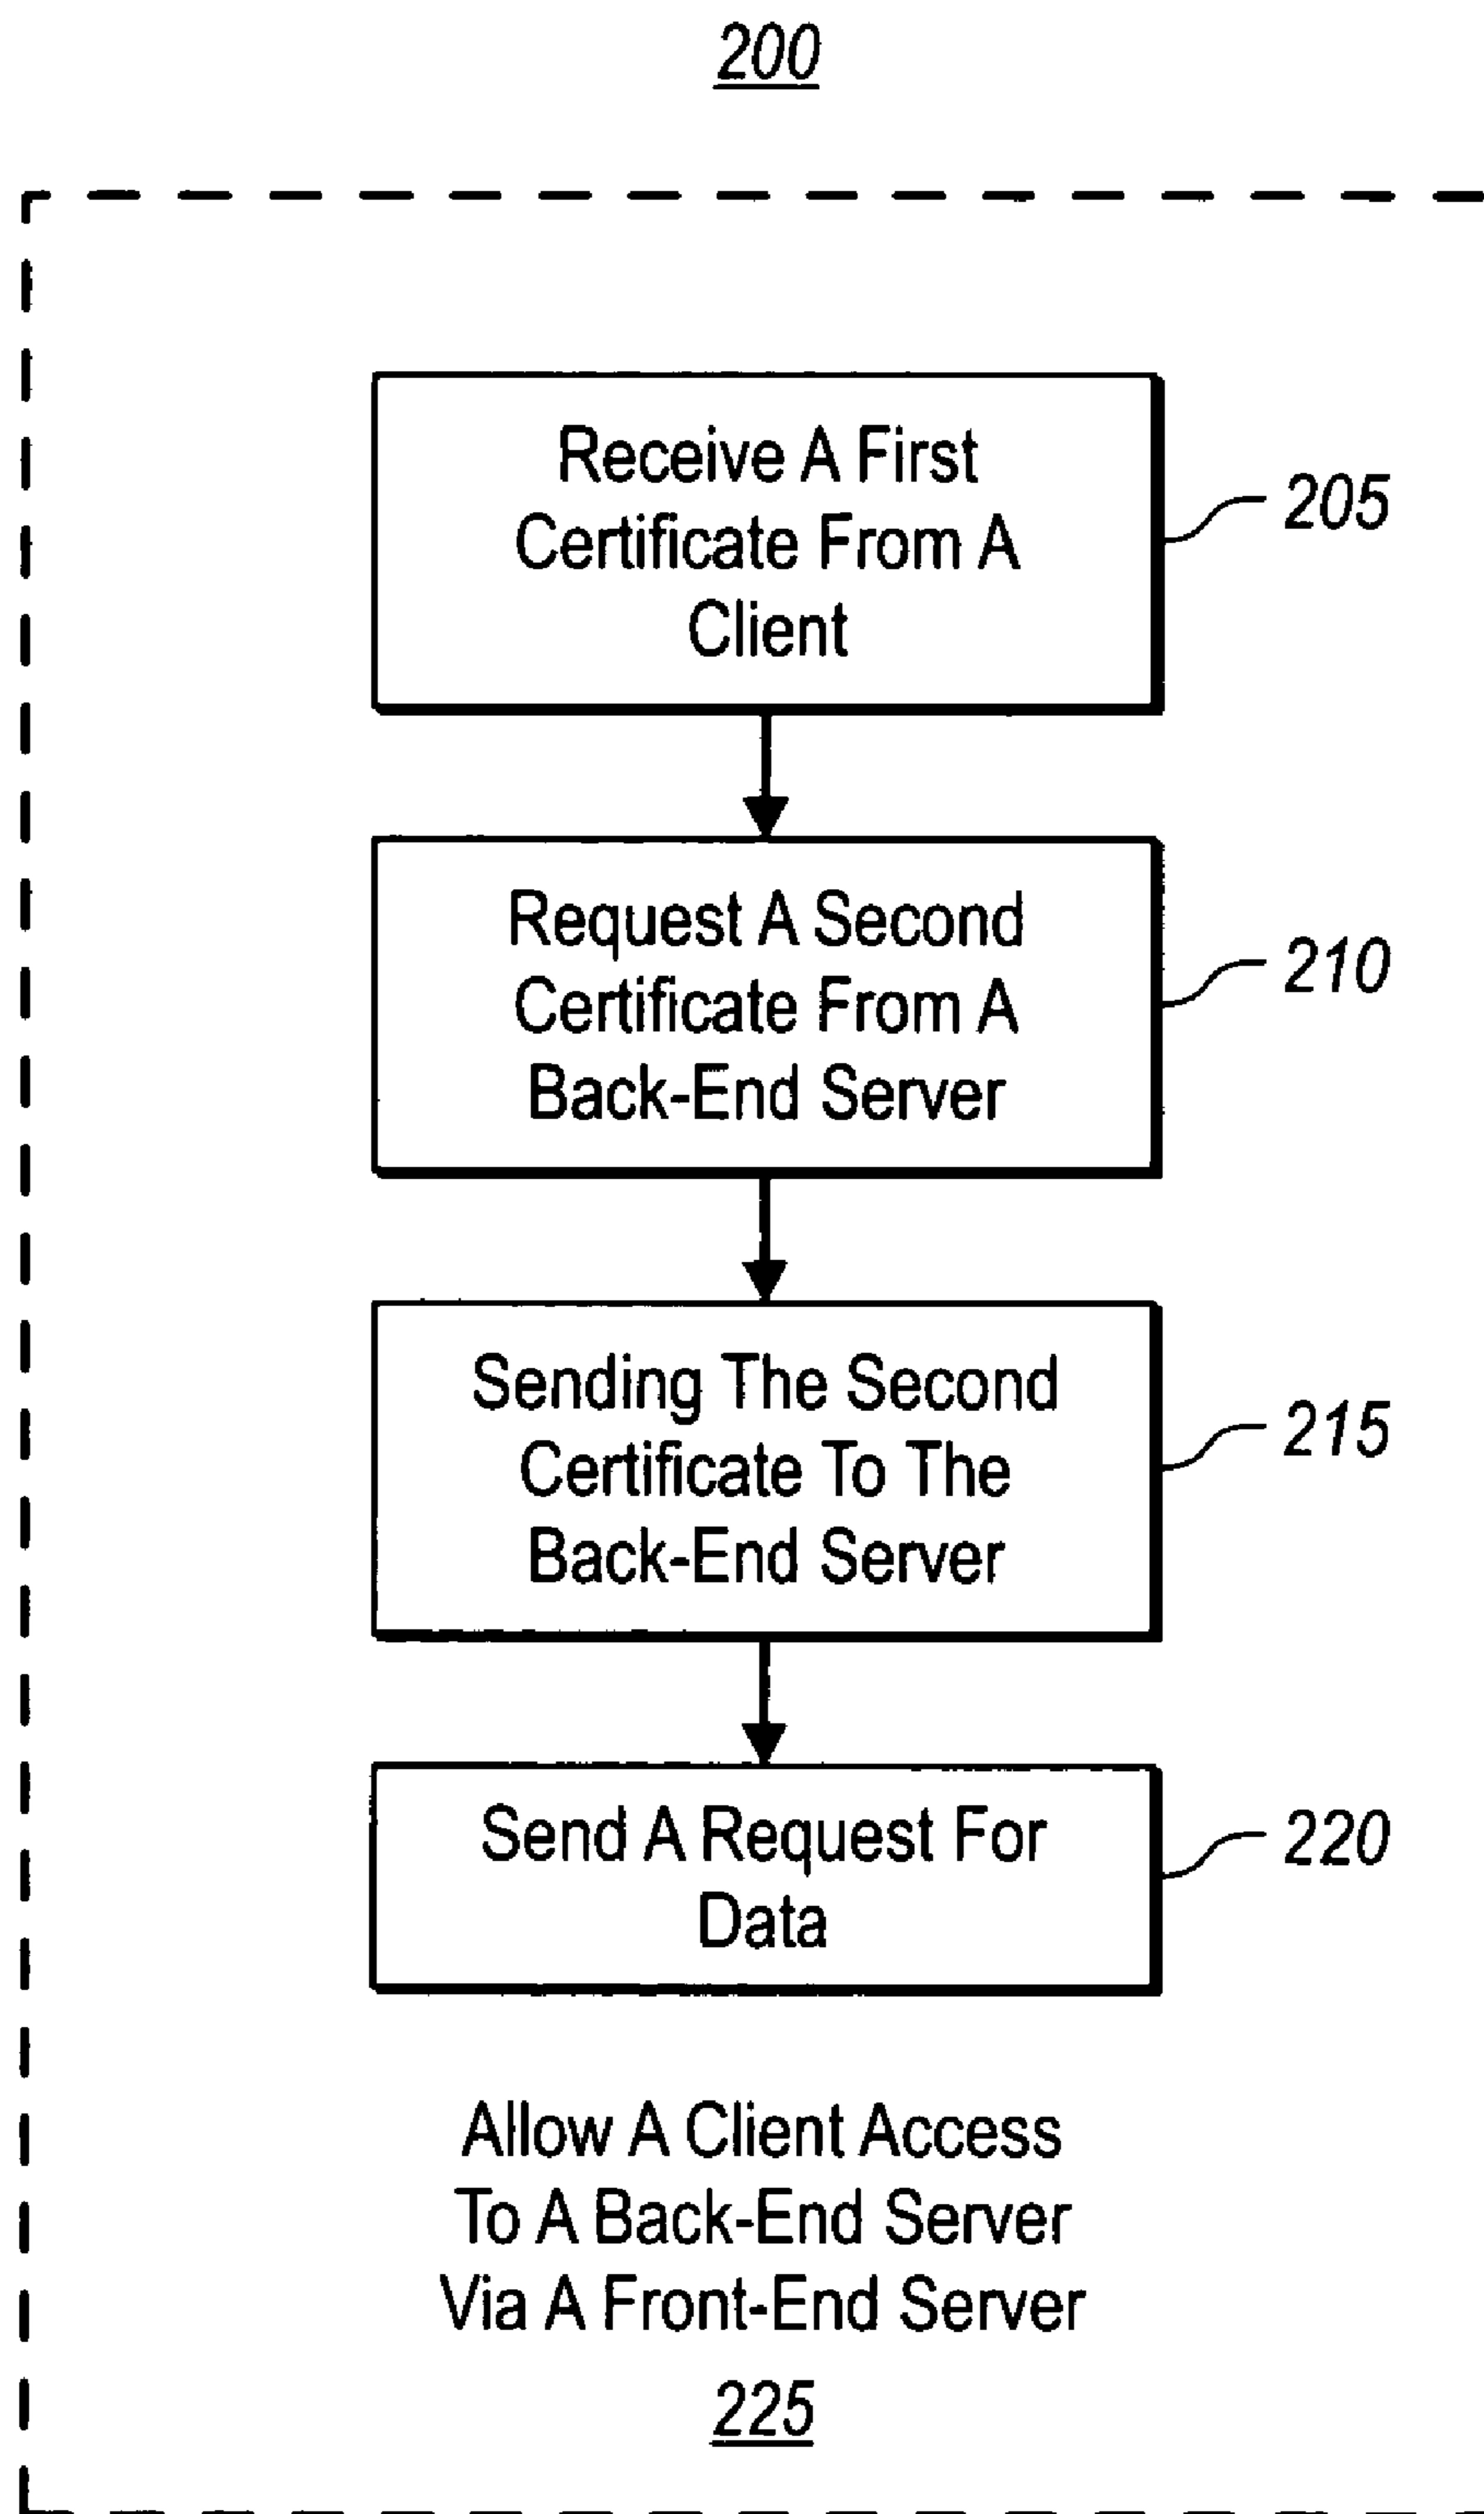 200
Receive A First
Certificate From A
Client
205
Request A Second
Certificate From A
Back-End Server
210
Sending The Second
Certificate To The
Back-End Server
215
Send A Request For
Data
220
Allow A Client Access
To A Back-End Server
Via A Front-End Server
225